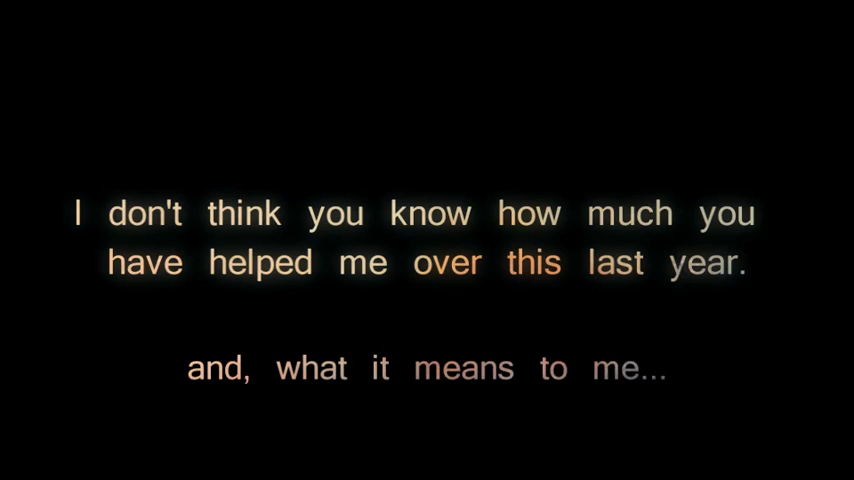 I don't think you know how much you
have helped me over this last year.
and, what it means to me...